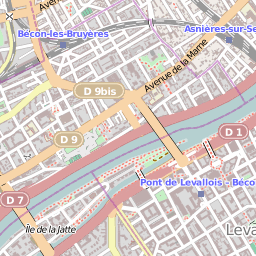 Aven
Bécon-les-Bruyères
Asnières-sur-Se
Avenue de la Marne
D 9bis
D 9
D 1
Pont de Levallois - Béco
D 7
Île de la Jatte
Leva